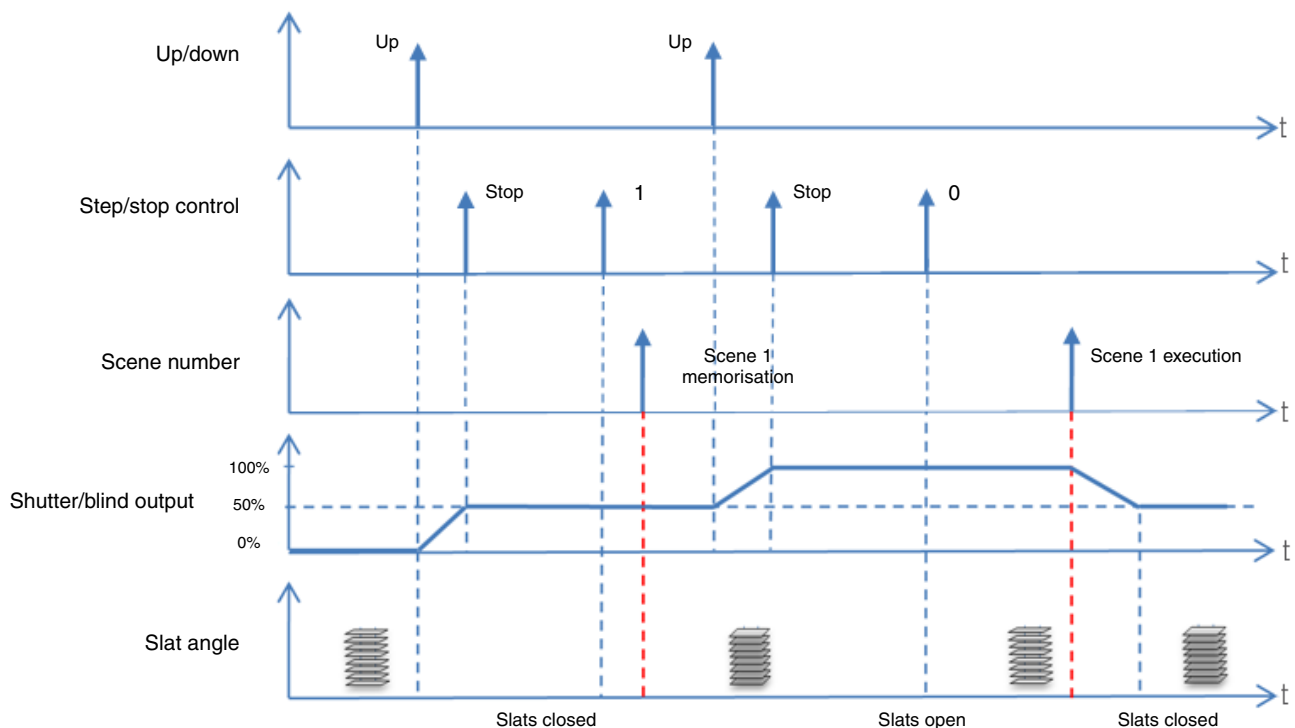 Up/down
Up
Up
t
Step/stop control
Stop
1
Stop
0
t
Scene number
Scene 1
memorisation
Scene 1 execution
t
Shutter/blind output
100%
50%
0%
t
Slat angle
t
Slats closed
Slats open
Slats closed